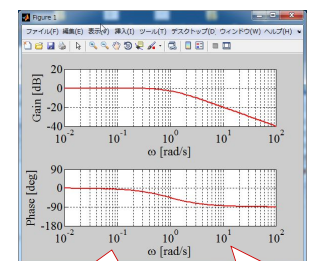 Figure 1
ファイル(F) 編集(E) 表示(V) 挿入(I) ツール(T) デスクトップ(D) ウィンドウ(W) ヘルプ(H)
20
0
-20
-40
Gain [dB]
10^-2 10^-1 10^0 10^1 10^2
ω [rad/s]
90
0
-90
-180
Phase [deg]
10^-2 10^-1 10^0 10^1 10^2
ω [rad/s]